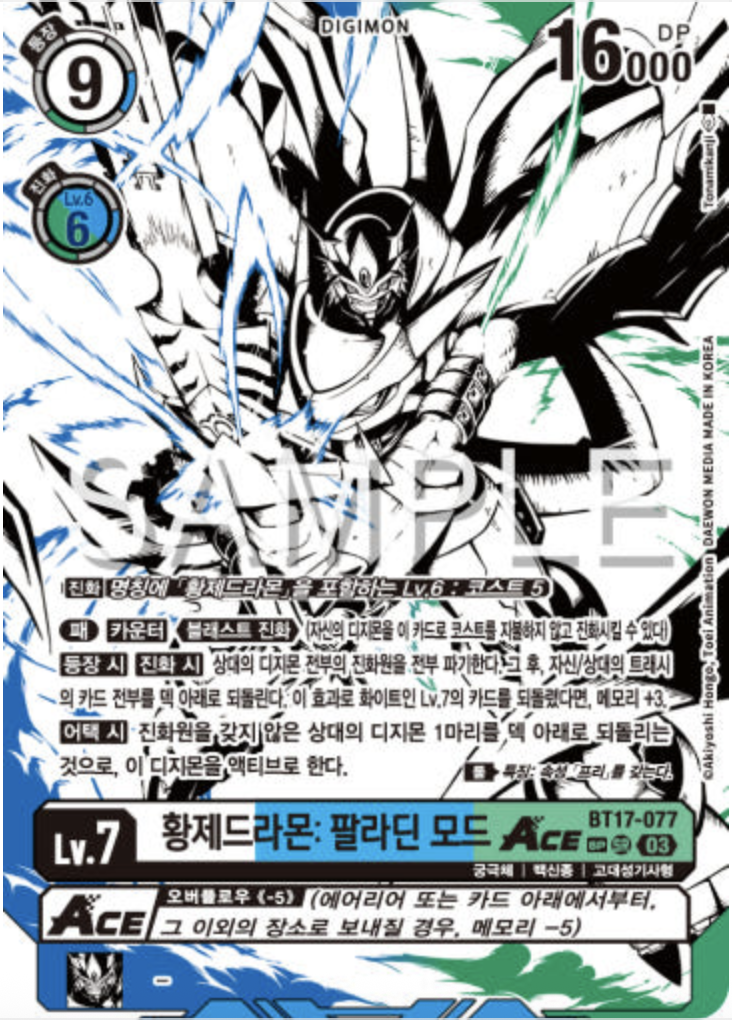 DIGIMON
등장
9
DP
16000
진화
Lv.6
6
Tonamikanji
©Akiyoshi Hongo, Toei Animation DAEWON MEDIA MADE IN KOREA
SAMPLE
진화 명칭에 「황제드라몬」을 포함하는 Lv.6 : 코스트 5
패 카운터 블래스트 진화 (자신의 디지몬을 이 카드로 코스트를 지불하지 않고 진화시킬 수 있다)
등장 시 진화 시 상대의 디지몬 전부의 진화원을 전부 파기한다. 그 후, 자신/상대의 트래시
의 카드 전부를 덱 아래로 되돌린다. 이 효과로 화이트인 Lv.7의 카드를 되돌렸다면, 메모리 +3.
어택 시 진화원을 갖지 않은 상대의 디지몬 1마리를 덱 아래로 되돌리는
것으로, 이 디지몬을 액티브로 한다.
룰 특징: 속성 「프리」를 갖는다.
Lv.7
황제드라몬: 팔라딘 모드 ACE
BT17-077
SP SR 03
궁극체 | 백신종 | 고대성기사형
ACE
오버플로우 《-5》 (에어리어 또는 카드 아래에서부터,
그 이외의 장소로 보내질 경우, 메모리 -5)
-